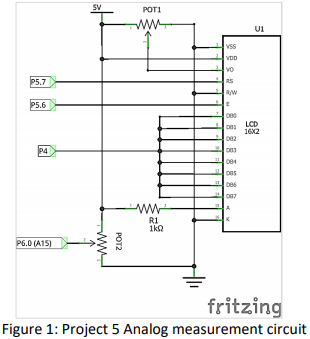 5V
POT1
U1
VSS
VDD
VO
P5.7
RS
R/W
P5.6
E
DB0
DB1
LCD
16X2
DB2
P4
DB3
DB4
DB5
DB6
DB7
R1
1kΩ
A
K
P6.0 (A15)
POT2
fritzing
Figure 1: Project 5 Analog measurement circuit